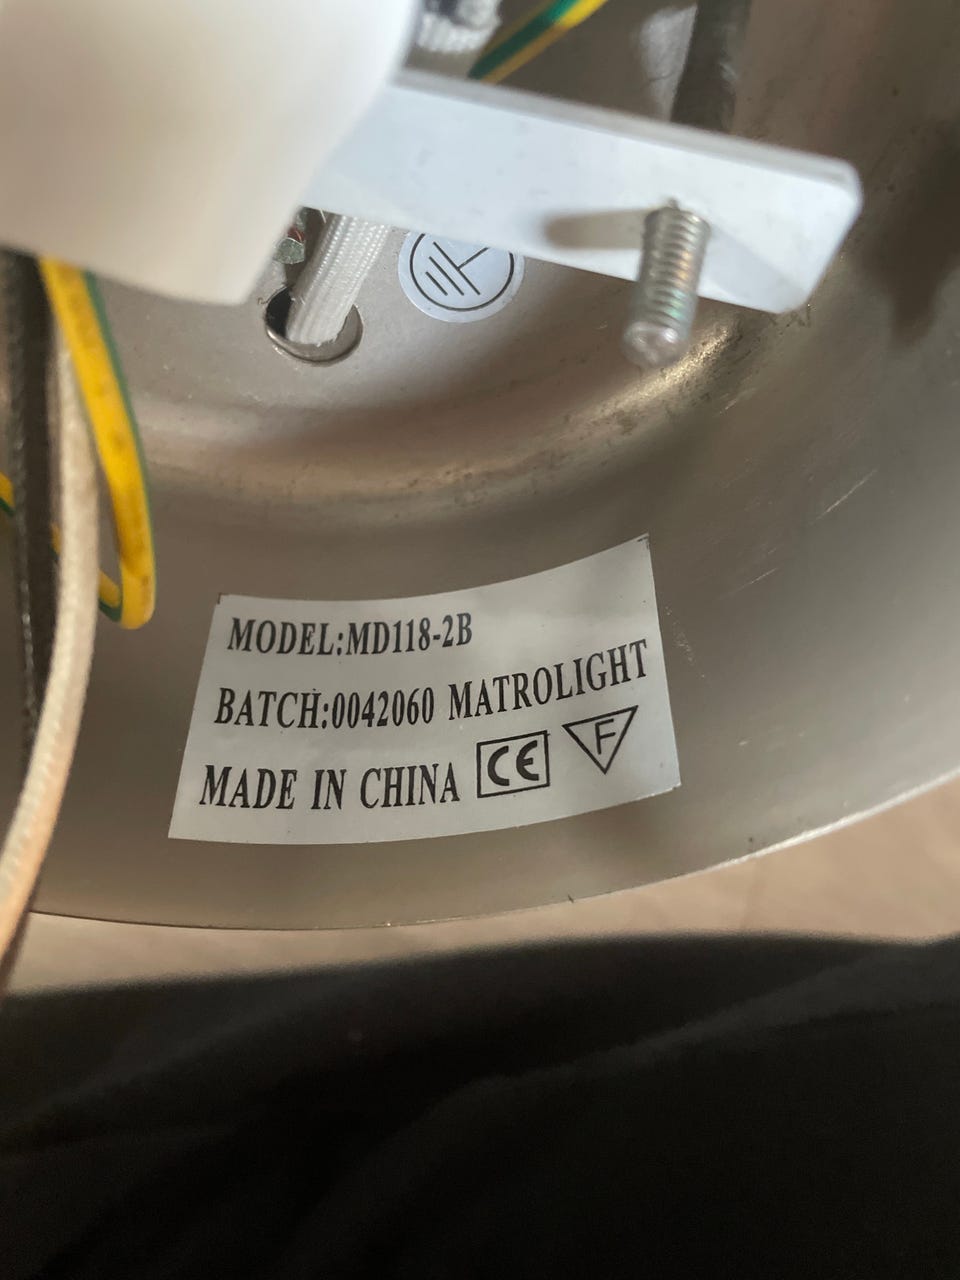 MODEL:MD118-2B
BATCH:0042060 MATROLIGHT
MADE IN CHINA CE F